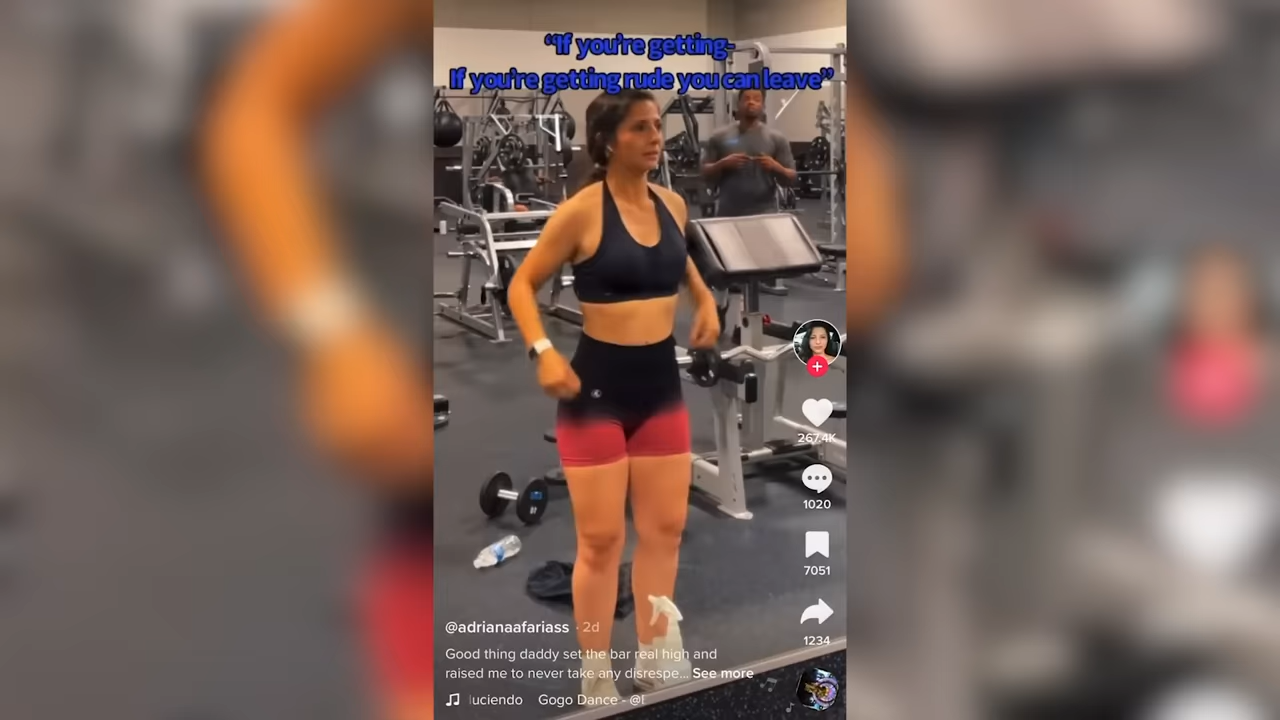 “If you’re getting-
If you’re getting rude you can leave”
267.4K
1020
7051
1234
@adrianaafariass · 2d
Good thing daddy set the bar real high and
raised me to never take any disrespe... See more
luciendo Gogo Dance - @